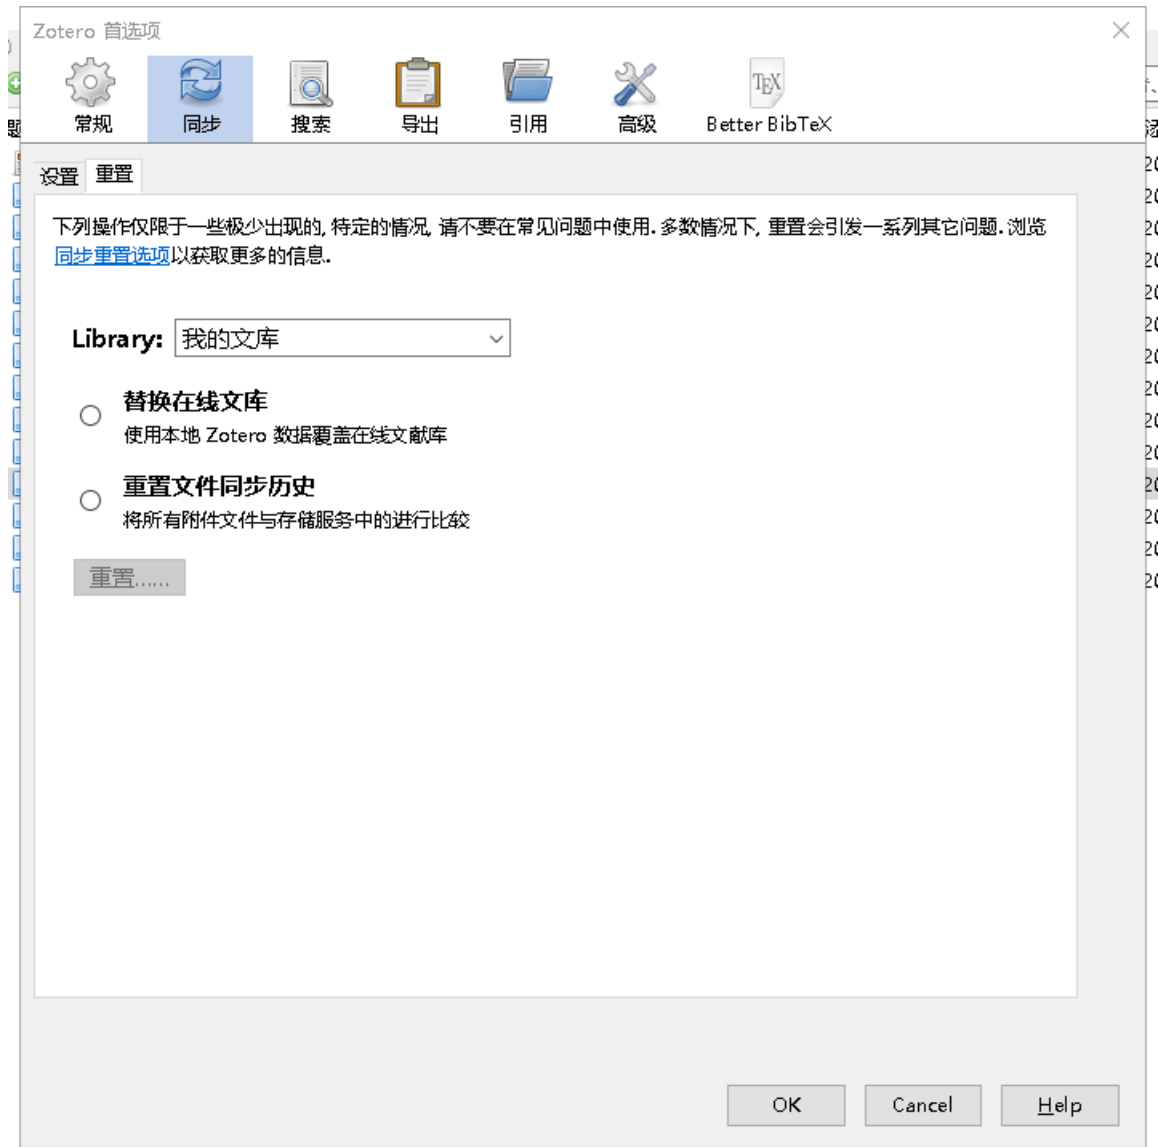 Zotero 首选项
常规 同步 搜索 导出 引用 高级 Better BibTeX
TEX
设置 重置
下列操作仅限于一些极少出现的, 特定的情况, 请不要在常见问题中使用. 多数情况下, 重置会引发一系列其它问题. 浏览
同步重置选项以获取更多的信息.
Library: 我的文库
替换在线文库
使用本地 Zotero 数据覆盖在线文献库
重置文件同步历史
将所有附件文件与存储服务中的进行比较
重置……
OK Cancel Help